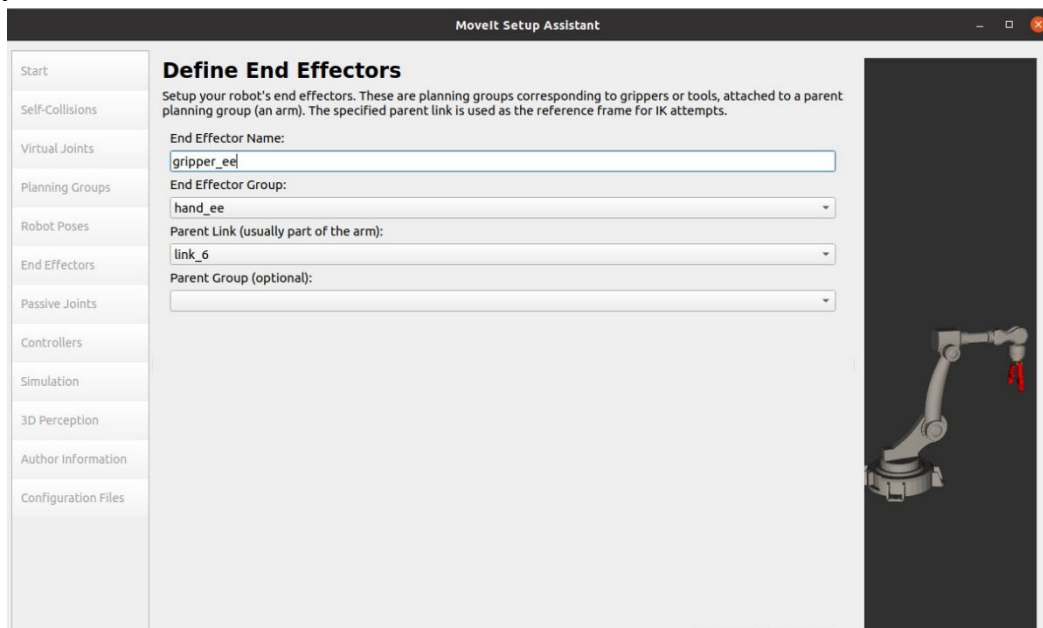 MoveIt Setup Assistant
Start
Self-Collisions
Virtual Joints
Planning Groups
Robot Poses
End Effectors
Passive Joints
Controllers
Simulation
3D Perception
Author Information
Configuration Files
Define End Effectors
Setup your robot's end effectors. These are planning groups corresponding to grippers or tools, attached to a parent
planning group (an arm). The specified parent link is used as the reference frame for IK attempts.
End Effector Name:
gripper_ee
End Effector Group:
hand_ee
Parent Link (usually part of the arm):
link_6
Parent Group (optional):